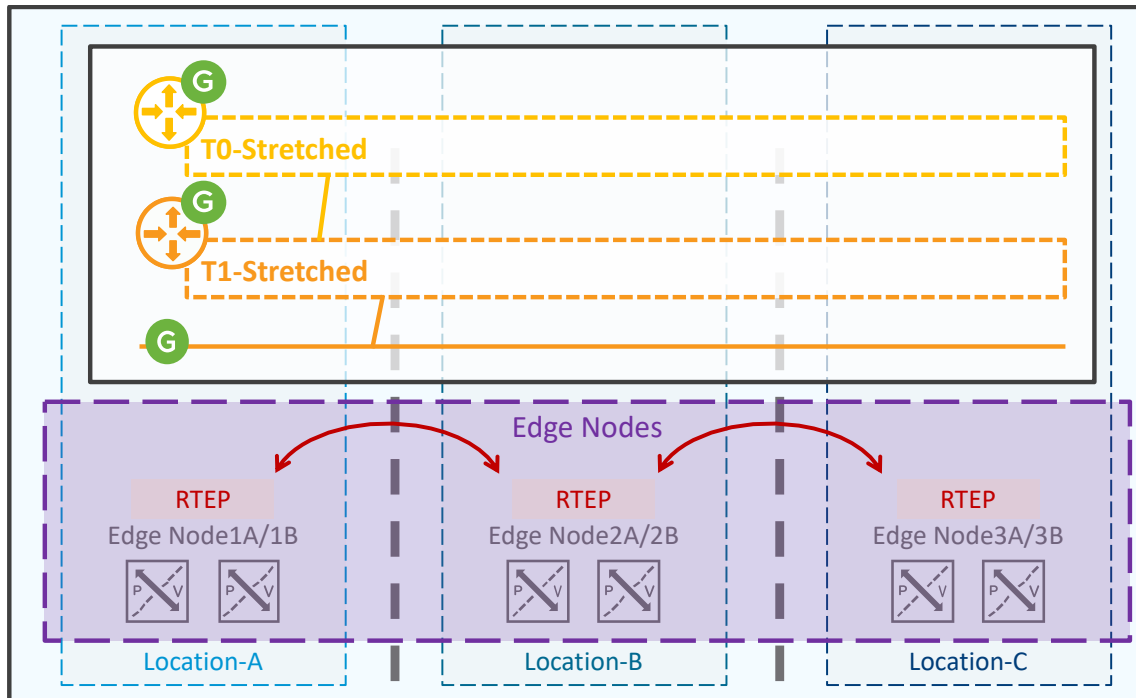 G
T0-Stretched
G
T1-Stretched
G
Edge Nodes
RTEP RTEP RTEP
Edge Node1A/1B Edge Node2A/2B Edge Node3A/3B
P V P V P V P V P V P V
Location-A Location-B Location-C